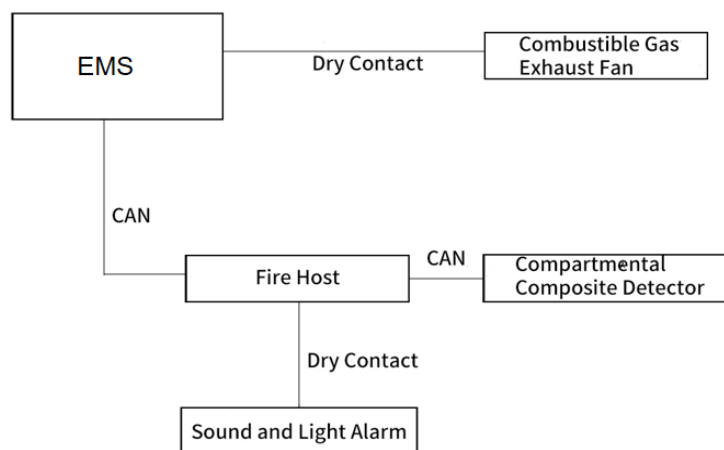 EMS
Dry Contact
Combustible Gas
Exhaust Fan
CAN
Fire Host
CAN
Compartmental
Composite Detector
Dry Contact
Sound and Light Alarm